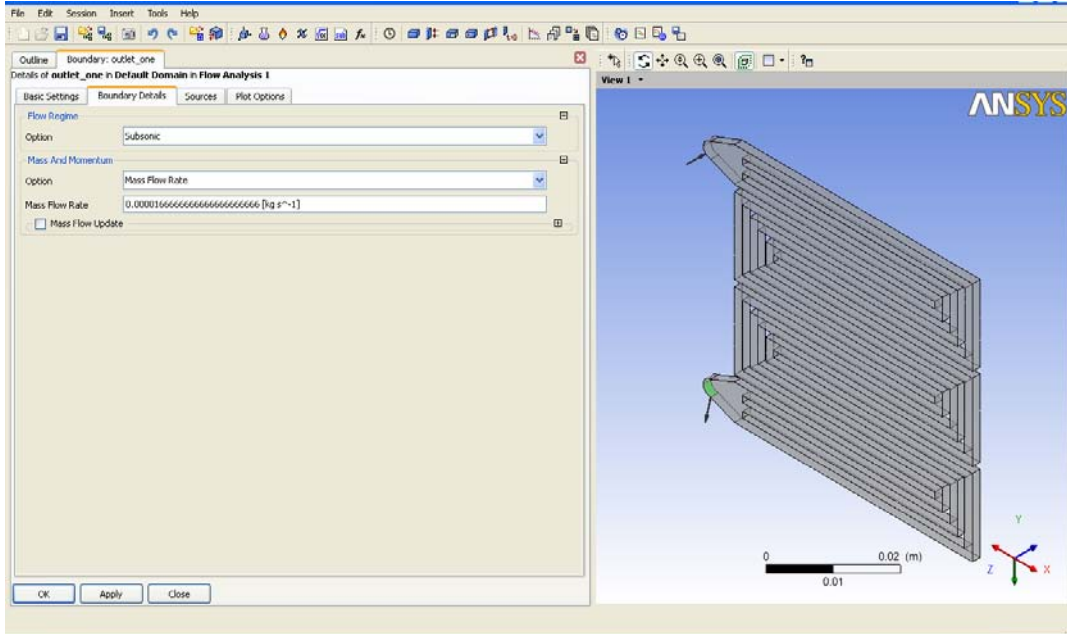 File Edit Session Insert Tools Help
Outline Boundary: outlet_one
Details of outlet_one in Default Domain in Flow Analysis 1
Basic Settings Boundary Details Sources Plot Options
Flow Regime
Option Subsonic
Mass And Momentum
Option Mass Flow Rate
Mass Flow Rate [kg s^-1]
Mass Flow Update
OK Apply Close
View 1
ANSYS
0 0.02 (m)
0.01
Y
Z X